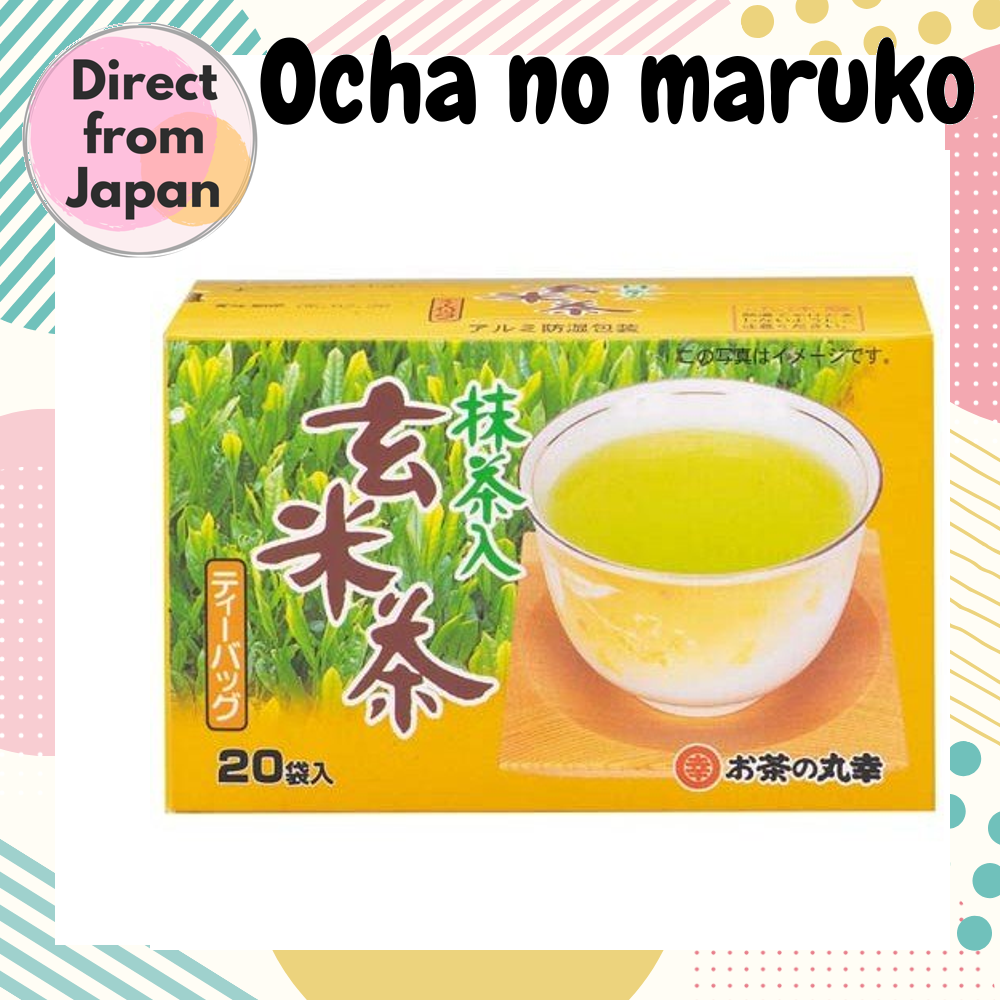 Direct
from
Japan
Ocha no maruko
アルミ防湿包装
この写真はイメージです。
抹茶入
玄米茶
ティーバッグ
20袋入
幸
お茶の丸幸